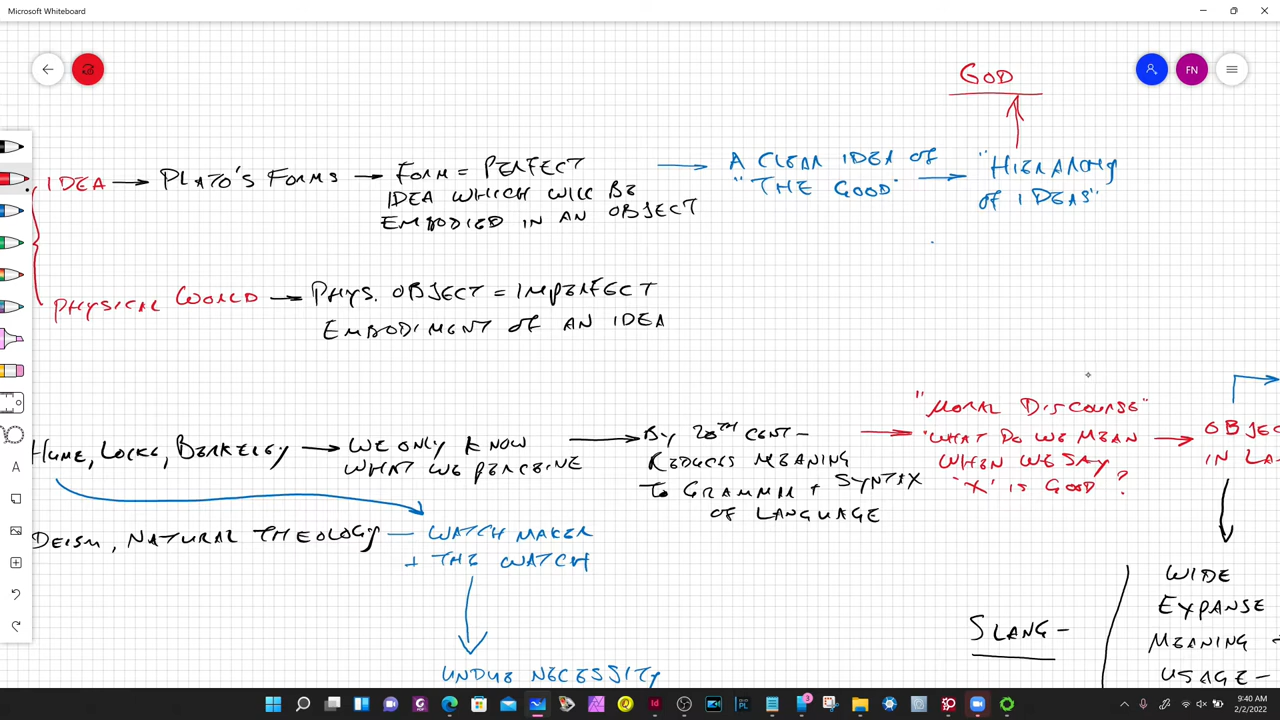 Microsoft Whiteboard
FN
GOD
IDEA → PLATO'S FORMS → FORM = PERFECT
IDEA WHICH WILL BE
EMBODIED IN AN OBJECT
→ A CLEAR IDEA OF
"THE GOOD" →
"HIERARCHY
OF IDEAS"
PHYSICAL WORLD → PHYS. OBJECT = IMPERFECT
EMBODIMENT OF AN IDEA
HUME, LOCKE, BERKELEY → WE ONLY KNOW
WHAT WE PERCEIVE
→ BY 20TH CENT -
REDUCES MEANING
TO GRAMMAR + SYNTAX
OF LANGUAGE
→ "MORAL DISCOURSE"
"WHAT DO WE MEAN
WHEN WE SAY
"X" IS GOOD?
→ OBJEC
IN LA
DEISM, NATURAL THEOLOGY — WATCH MAKER
+ THE WATCH
UNDUE NECESSITY
SLANG -
WIDE
EXPANSE
MEANING
USAGE -
9:40 AM
2/2/2022